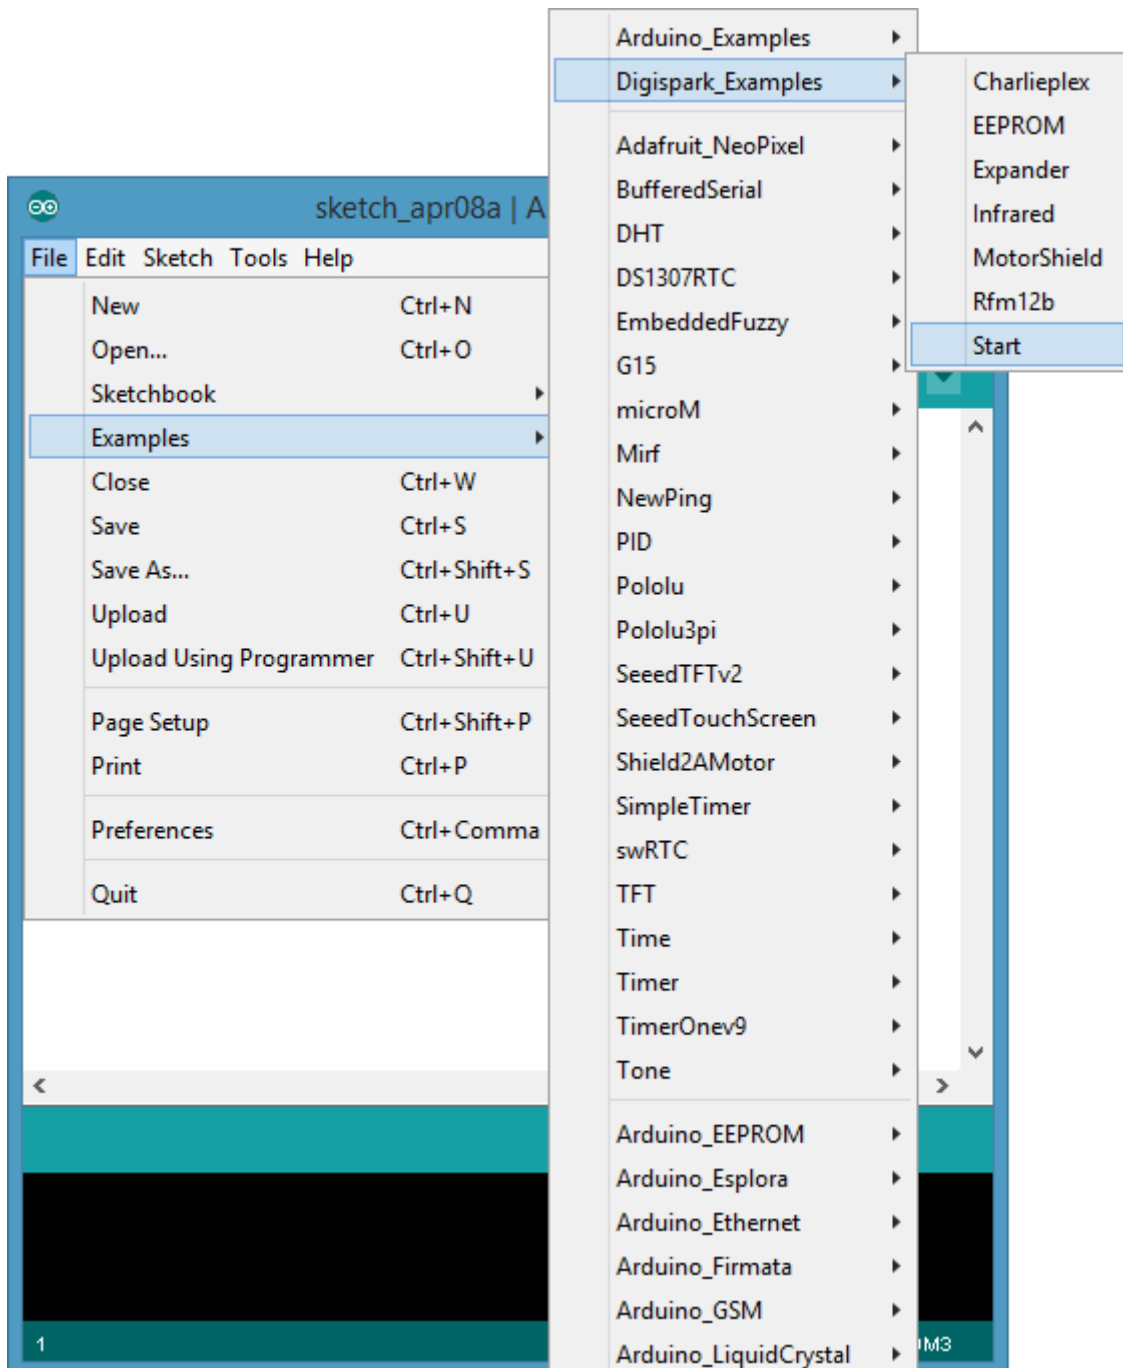 sketch_apr08a | A
File Edit Sketch Tools Help
New Ctrl+N
Open... Ctrl+O
Sketchbook
Examples
Close Ctrl+W
Save Ctrl+S
Save As... Ctrl+Shift+S
Upload Ctrl+U
Upload Using Programmer Ctrl+Shift+U
Page Setup Ctrl+Shift+P
Print Ctrl+P
Preferences Ctrl+Comma
Quit Ctrl+Q
Arduino_Examples
Digispark_Examples
Adafruit_NeoPixel
BufferedSerial
DHT
DS1307RTC
EmbeddedFuzzy
G15
microM
Mirf
NewPing
PID
Pololu
Pololu3pi
SeeedTFTv2
SeeedTouchScreen
Shield2AMotor
SimpleTimer
swRTC
TFT
Time
Timer
TimerOnev9
Tone
Arduino_EEPROM
Arduino_Esplora
Arduino_Ethernet
Arduino_Firmata
Arduino_GSM
Arduino_LiquidCrystal
Charlieplex
EEPROM
Expander
Infrared
MotorShield
Rfm12b
Start
1
M3